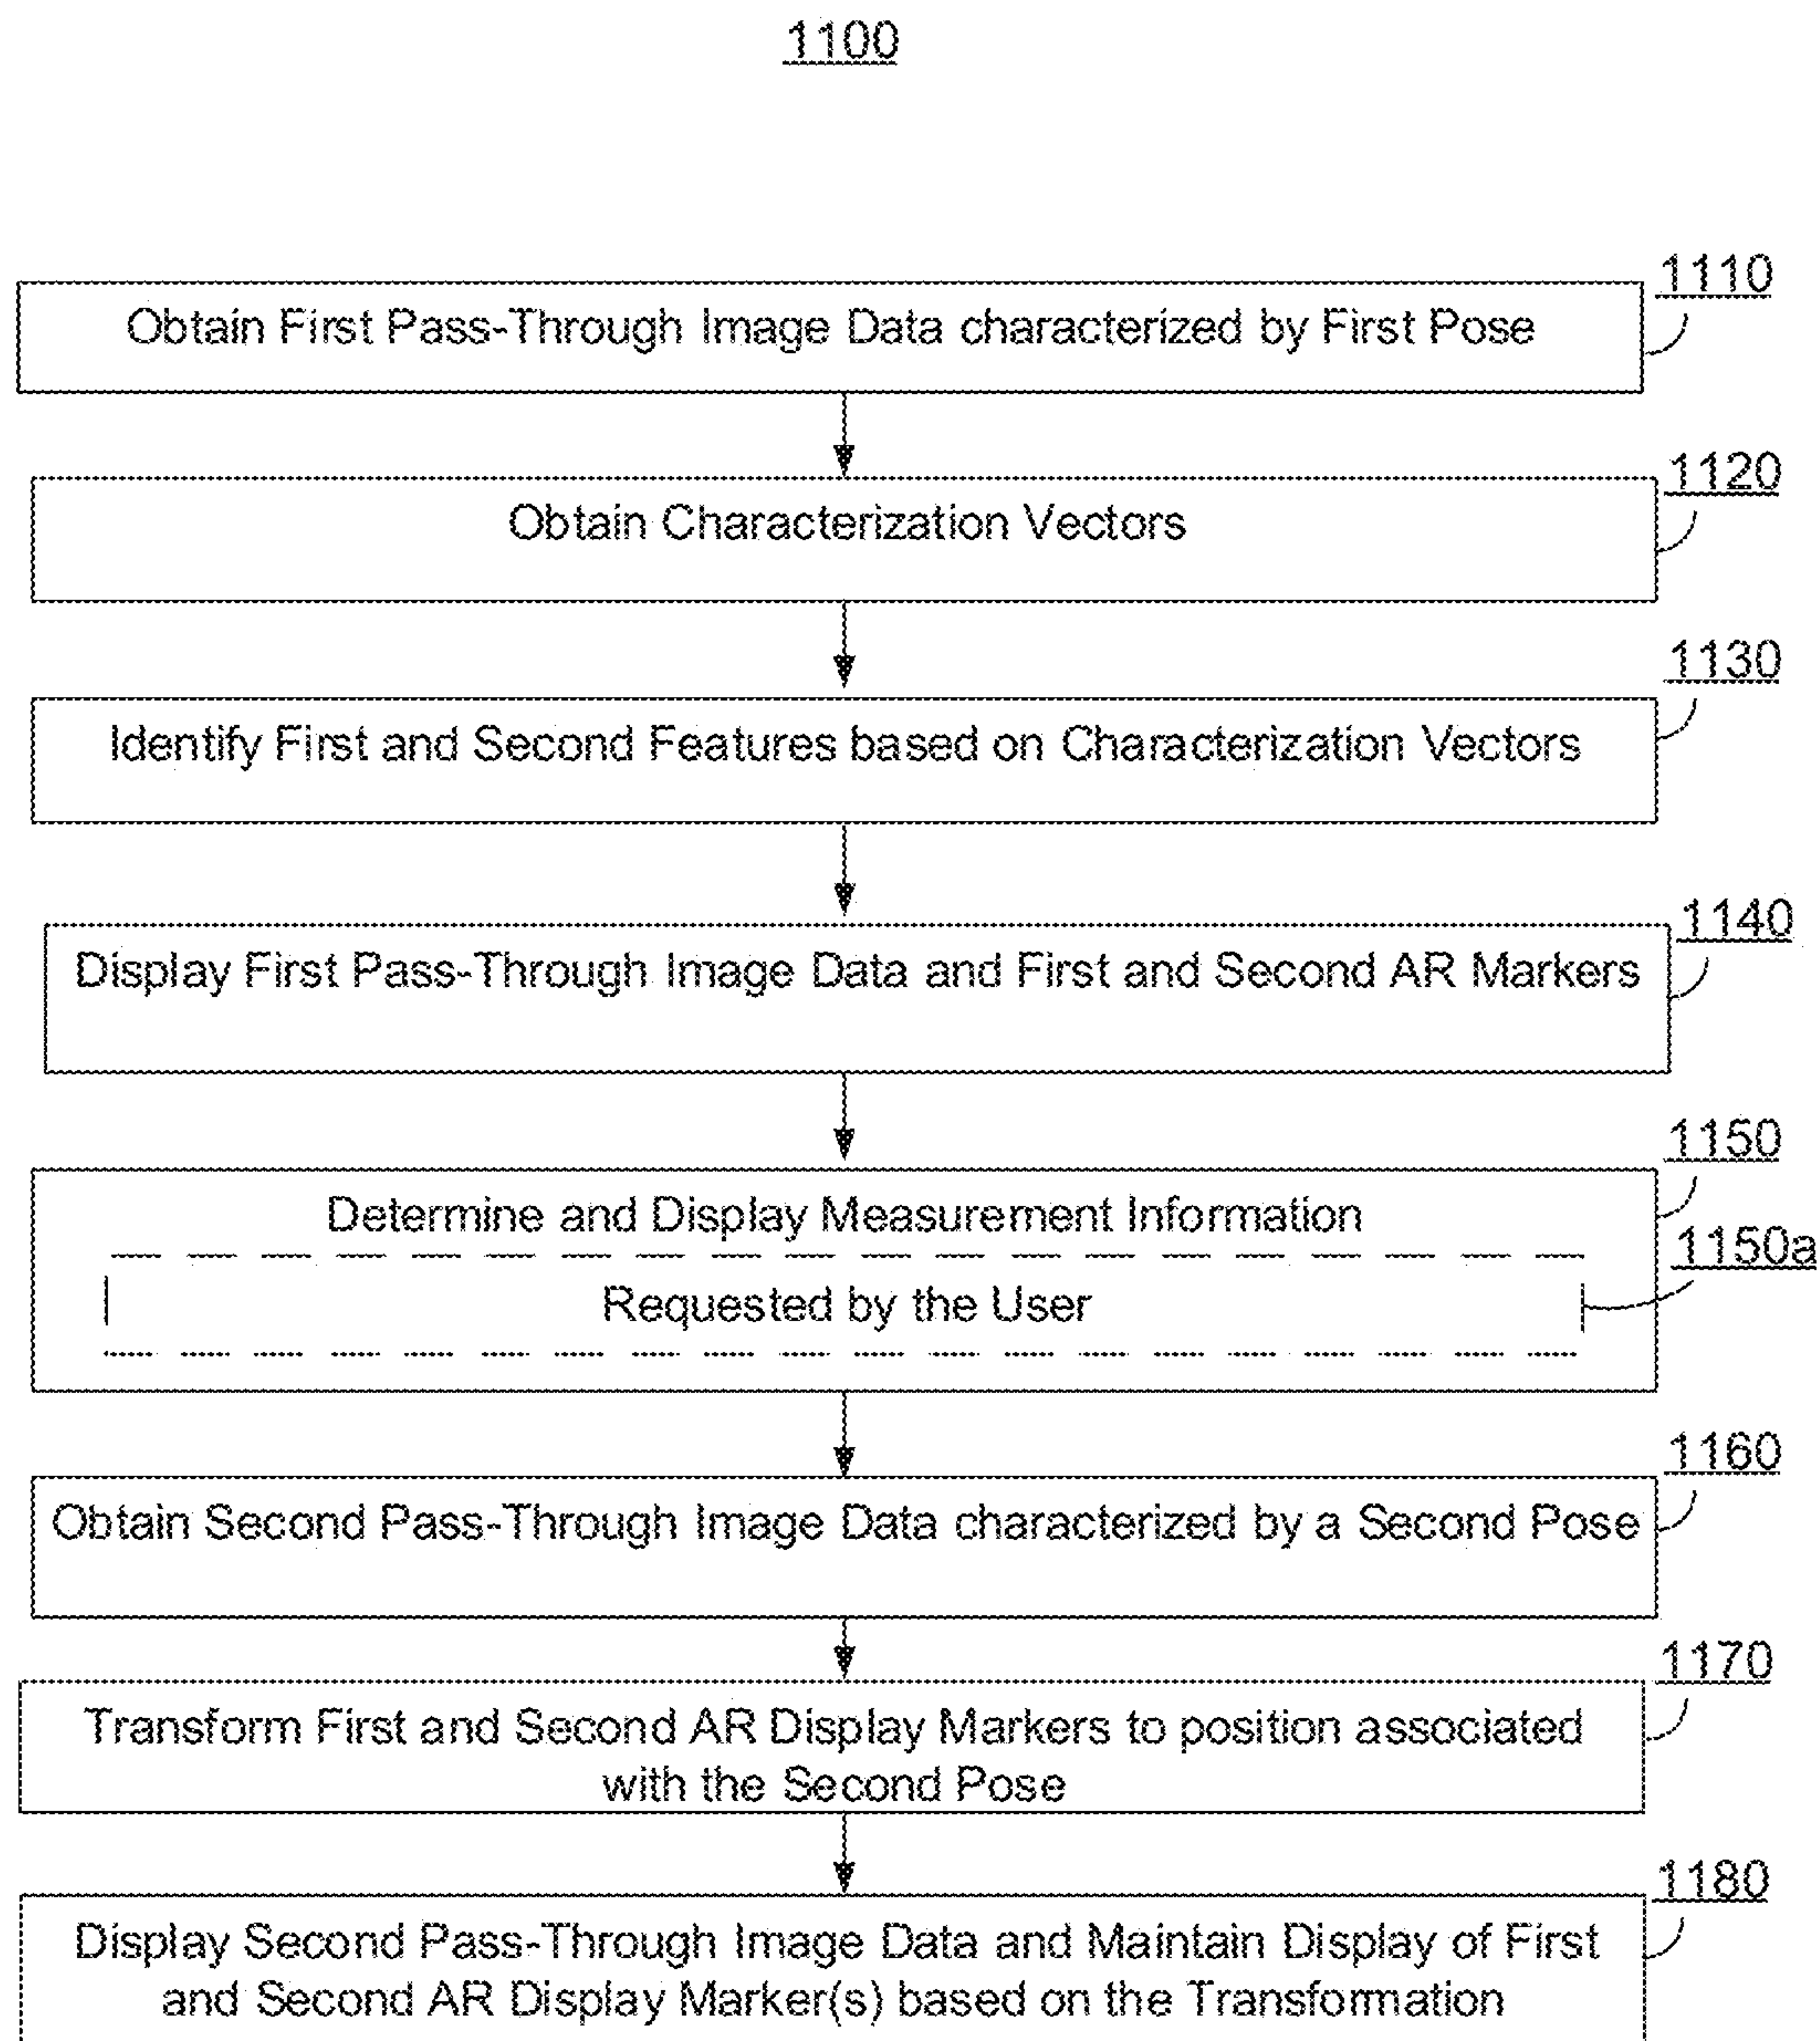 1100
1110
Obtain First Pass-Through Image Data characterized by First Pose
1120
Obtain Characterization Vectors
1130
Identify First and Second Features based on Characterization Vectors
1140
Display First Pass-Through Image Data and First and Second AR Markers
1150
Determine and Display Measurement Information
1150a
Requested by the User
1160
Obtain Second Pass-Through Image Data characterized by a Second Pose
1170
Transform First and Second AR Display Markers to position associated
with the Second Pose
1180
Display Second Pass-Through Image Data and Maintain Display of First
and Second AR Display Marker(s) based on the Transformation